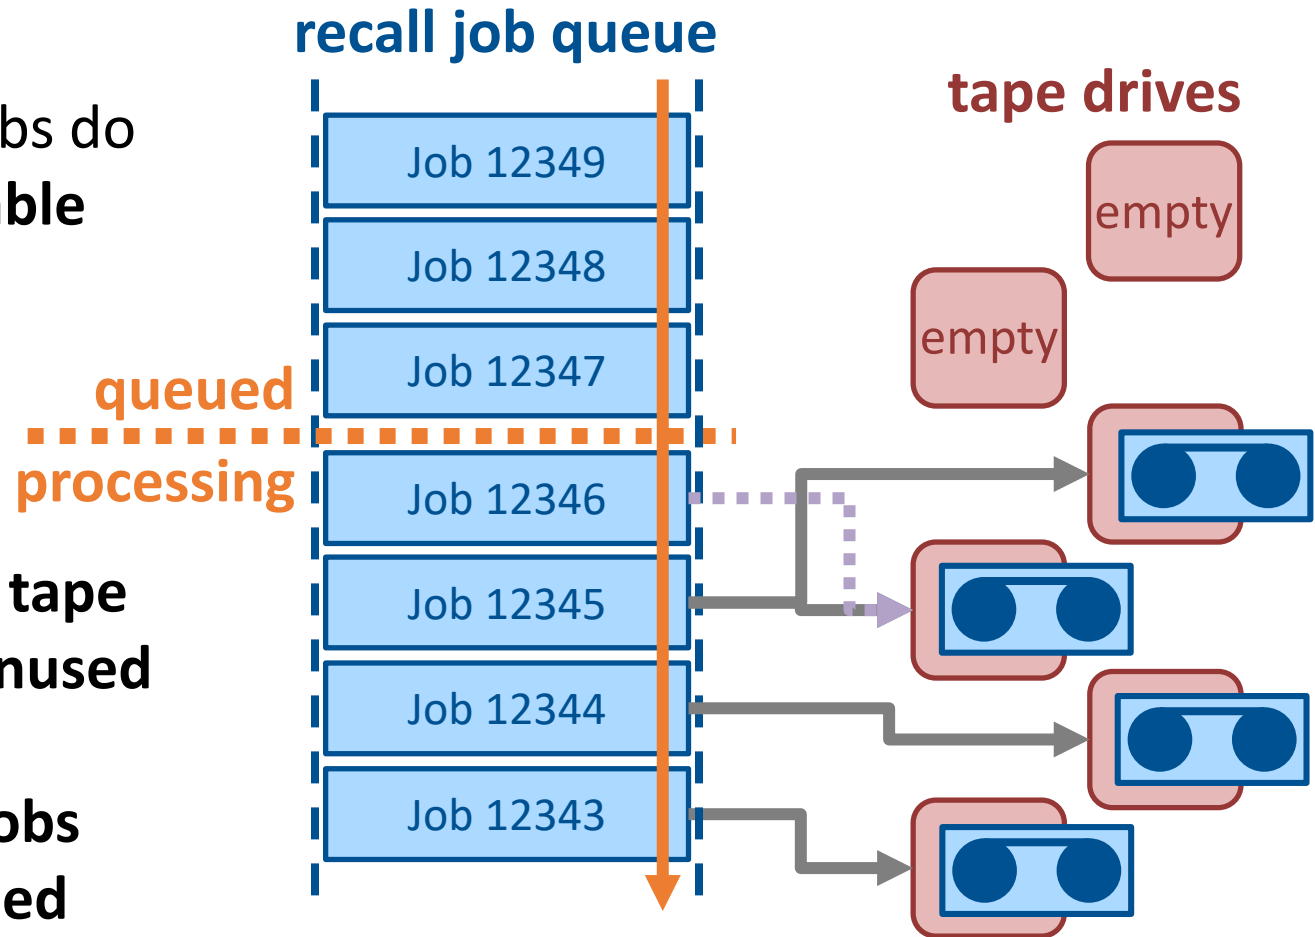 recall job queue
tape drives
bs do
able
Job 12349
Job 12348
Job 12347
empty
empty
queued
processing
Job 12346
Job 12345
Job 12344
Job 12343
tape
nused
obs
ed